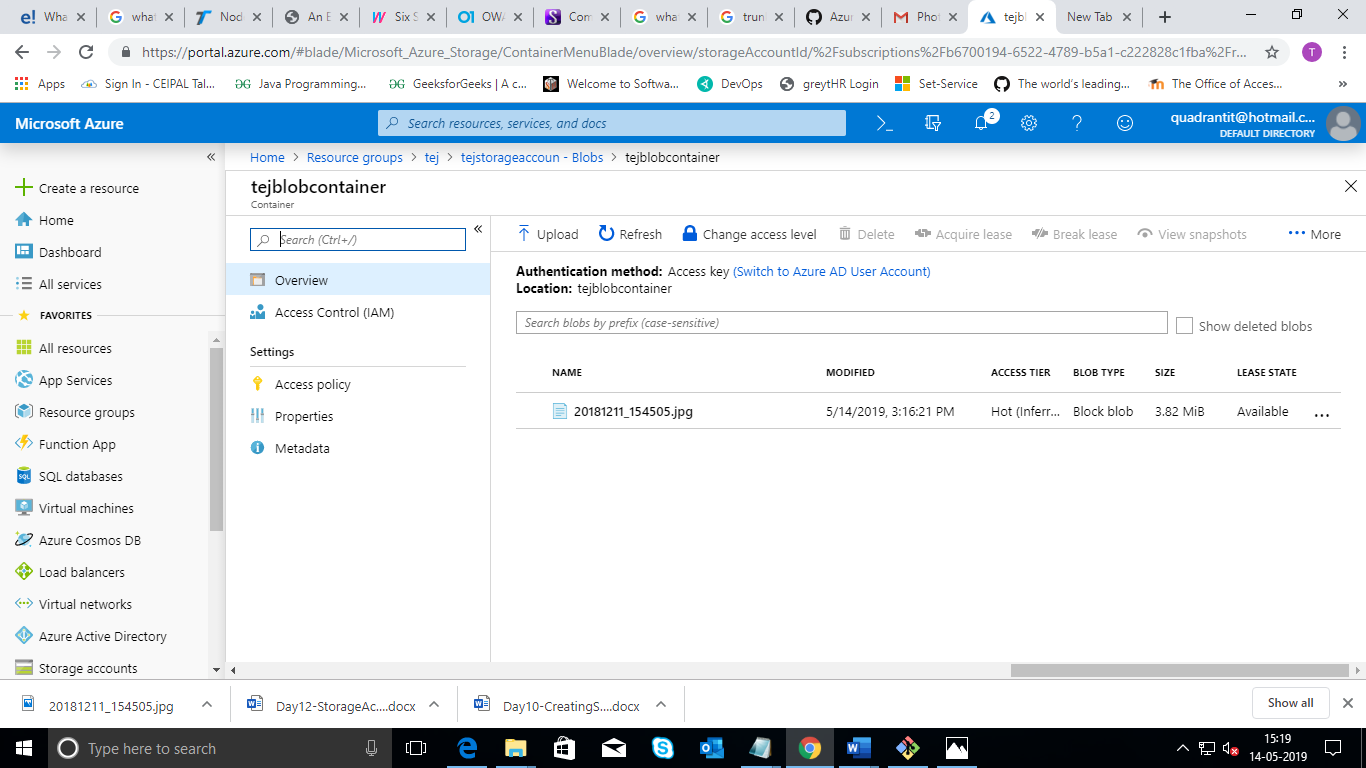 Wha
what
Nod
An E
Six S
OWA
Com
what
trun
Azur
Phot
tejbl
New Tab
https://portal.azure.com/#blade/Microsoft_Azure_Storage/ContainerMenuBlade/overview/storageAccountId/%2Fsubscriptions%2Fb6700194-6522-4789-b5a1-c222828c1fba%2Fr...
T
Apps
Sign In - CEIPAL Tal...
Java Programming...
GeeksforGeeks | A c...
Welcome to Softwa...
DevOps
greytHR Login
Set-Service
The world's leading...
The Office of Acces...
Microsoft Azure
Search resources, services, and docs
2
quadrantit@hotmail.c...
DEFAULT DIRECTORY
Home > Resource groups > tej > tejstorageaccoun - Blobs > tejblobcontainer
Create a resource
Home
Dashboard
All services
FAVORITES
All resources
App Services
Resource groups
Function App
SQL databases
Virtual machines
Azure Cosmos DB
Load balancers
Virtual networks
Azure Active Directory
Storage accounts
tejblobcontainer
Container
Search (Ctrl+/)
Overview
Access Control (IAM)
Settings
Access policy
Properties
Metadata
Upload Refresh Change access level Delete Acquire lease Break lease View snapshots More
Authentication method: Access key (Switch to Azure AD User Account)
Location: tejblobcontainer
Search blobs by prefix (case-sensitive)
Show deleted blobs
NAME MODIFIED ACCESS TIER BLOB TYPE SIZE LEASE STATE
20181211_154505.jpg 5/14/2019, 3:16:21 PM Hot (Inferr... Block blob 3.82 MiB Available ...
20181211_154505.jpg
Day12-StorageAc....docx
Day10-CreatingS....docx
Show all
Type here to search
15:19
14-05-2019